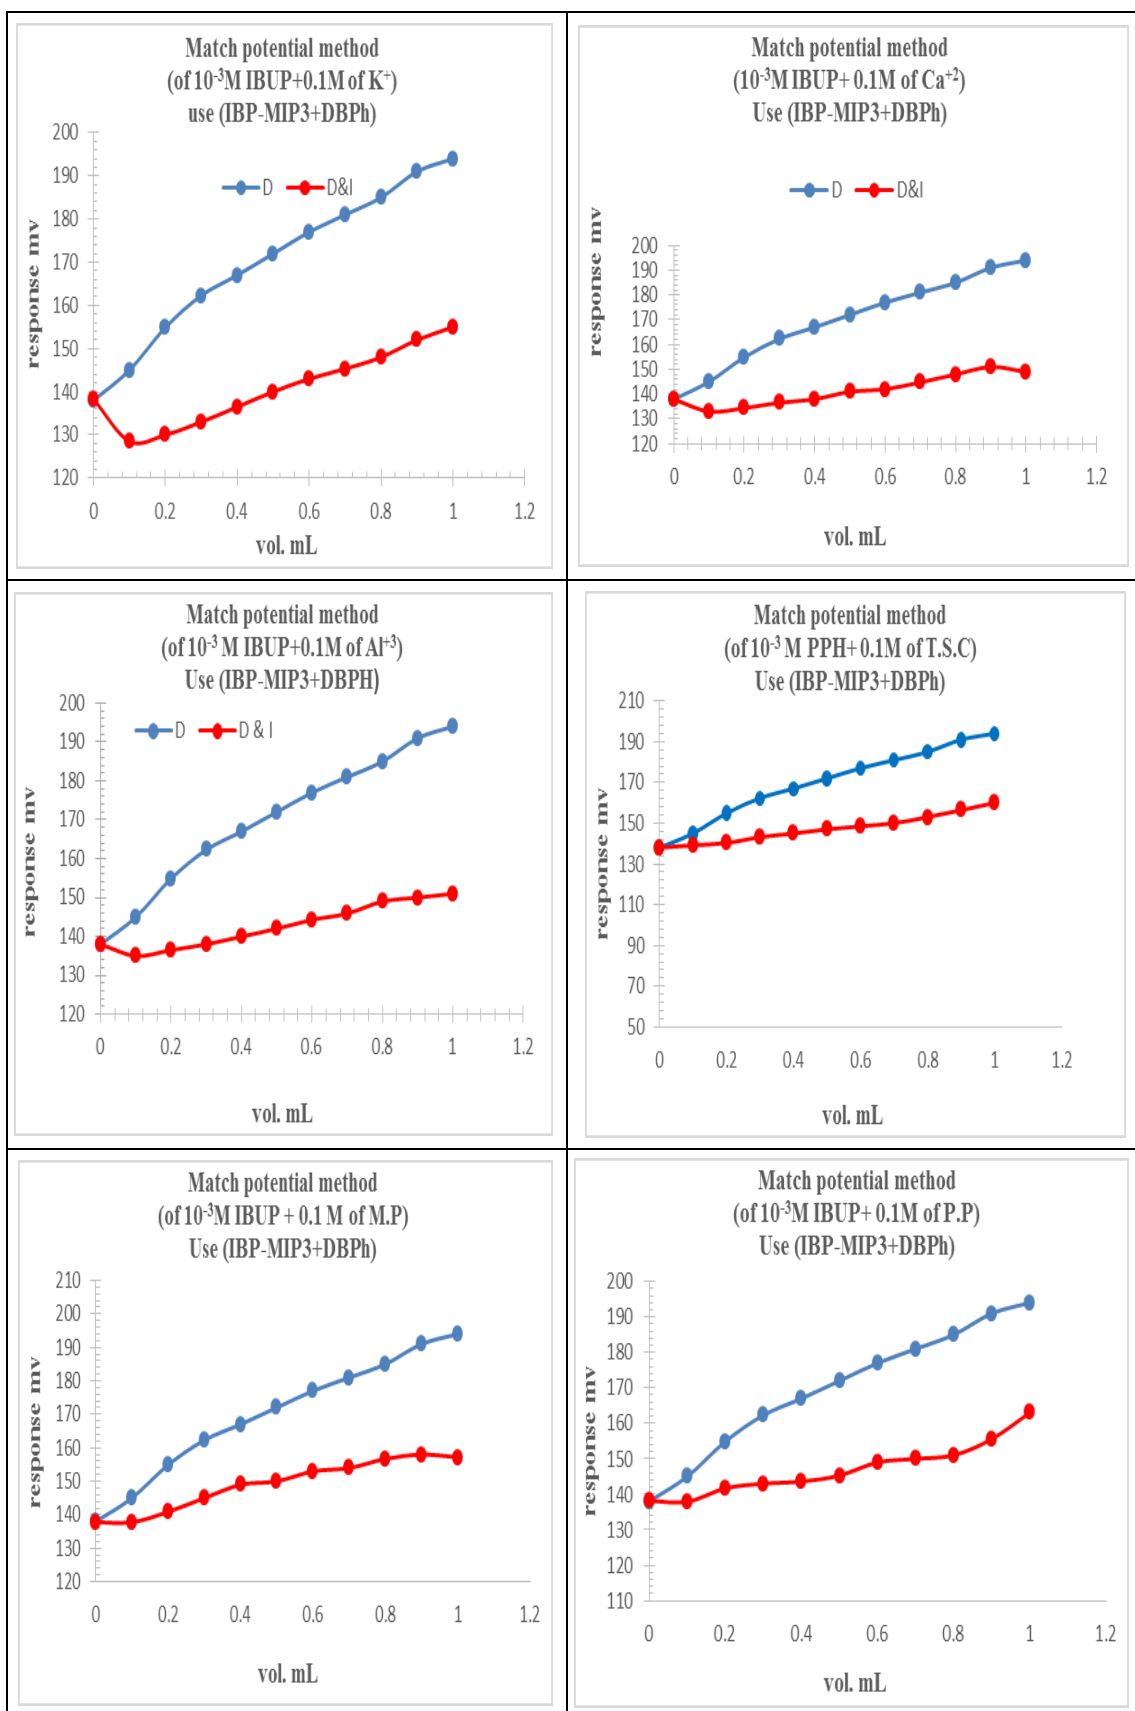 Match potential method
(of 10⁻³M IBUP+0.1M of K⁺)
use (IBP-MIP3+DBPh)
D D&I
response mv
200
190
180
170
160
150
140
130
120
0 0.2 0.4 0.6 0.8 1 1.2
vol. mL
Match potential method
(10⁻³M IBUP+ 0.1M of Ca⁺²)
Use (IBP-MIP3+DBPh)
D D&I
response mv
200
190
180
170
160
150
140
130
120
0 0.2 0.4 0.6 0.8 1 1.2
vol. mL
Match potential method
(of 10⁻³ M IBUP+0.1M of Al⁺³)
Use (IBP-MIP3+DBPH)
D D & I
response mv
200
190
180
170
160
150
140
130
120
0 0.2 0.4 0.6 0.8 1 1.2
vol. mL
Match potential method
(of 10⁻³ M PPH+ 0.1M of T.S.C)
Use (IBP-MIP3+DBPh)
response mv
210
190
170
150
130
110
90
70
50
0 0.2 0.4 0.6 0.8 1 1.2
vol. mL
Match potential method
(of 10⁻³M IBUP + 0.1 M of M.P)
Use (IBP-MIP3+DBPh)
response mv
210
200
190
180
170
160
150
140
130
120
0 0.2 0.4 0.6 0.8 1 1.2
vol. mL
Match potential method
(of 10⁻³M IBUP+ 0.1M of P.P)
Use (IBP-MIP3+DBPh)
response mv
200
190
180
170
160
150
140
130
120
110
0 0.2 0.4 0.6 0.8 1 1.2
vol. mL